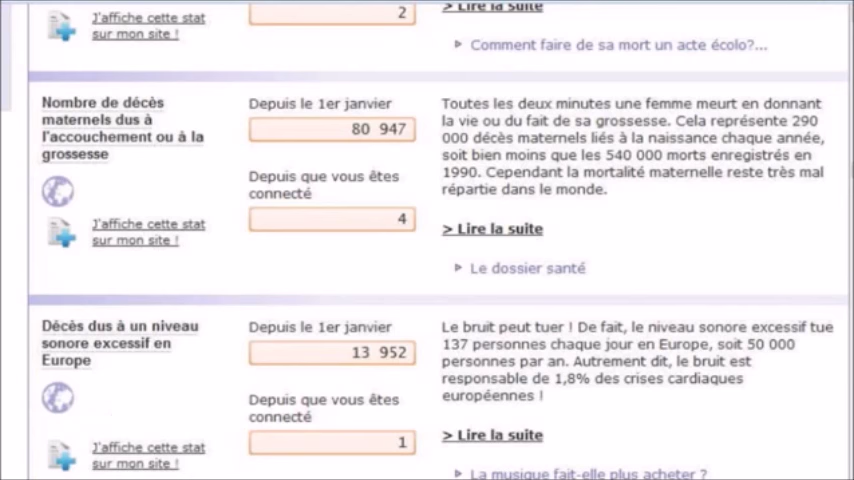 J'affiche cette stat
sur mon site !
2
> Lire la suite
Comment faire de sa mort un acte écolo?...
Nombre de décès
maternels dus à
l'accouchement ou à la
grossesse
J'affiche cette stat
sur mon site !
Depuis le 1er janvier
80 947
Depuis que vous êtes
connecté
4
Toutes les deux minutes une femme meurt en donnant
la vie ou du fait de sa grossesse. Cela représente 290
000 décès maternels liés à la naissance chaque année,
soit bien moins que les 540 000 morts enregistrés en
1990. Cependant la mortalité maternelle reste très mal
répartie dans le monde.
> Lire la suite
Le dossier santé
Décès dus à un niveau
sonore excessif en
Europe
J'affiche cette stat
sur mon site !
Depuis le 1er janvier
13 952
Depuis que vous êtes
connecté
1
Le bruit peut tuer ! De fait, le niveau sonore excessif tue
137 personnes chaque jour en Europe, soit 50 000
personnes par an. Autrement dit, le bruit est
responsable de 1,8% des crises cardiaques
européennes !
> Lire la suite
La musique fait-elle plus acheter ?